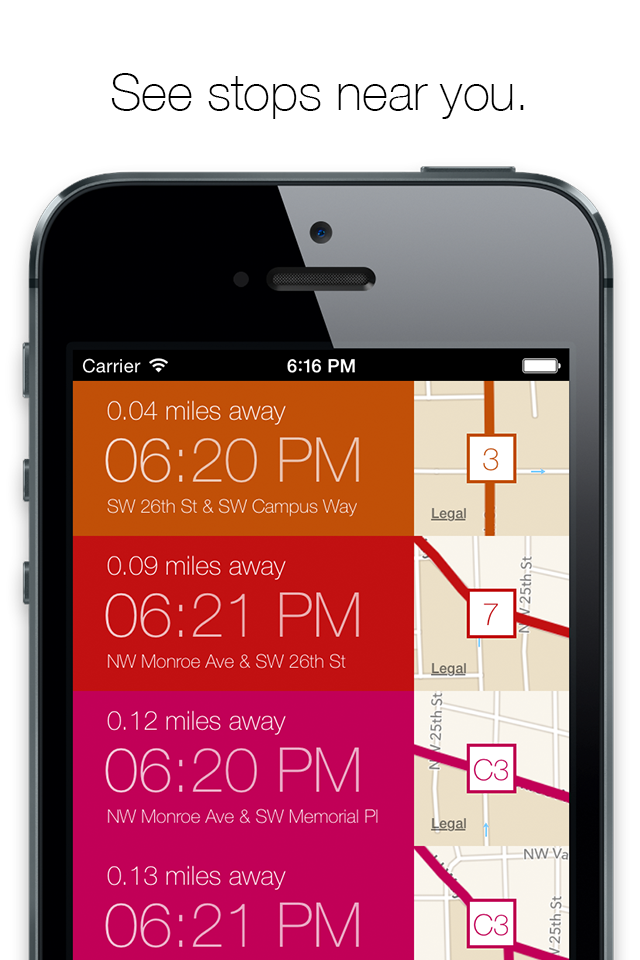 See stops near you.
Carrier
6:16 PM
0.04 miles away
06:20 PM
SW 26th St & SW Campus Way
3
Legal
0.09 miles away
06:21 PM
NW Monroe Ave & SW 26th St
7
NW 25th St
Legal
0.12 miles away
06:20 PM
NW Monroe Ave & SW Memorial Pl
NW 25th St
C3
Legal
0.13 miles away
06:21 PM
NW Va
C3
25th St